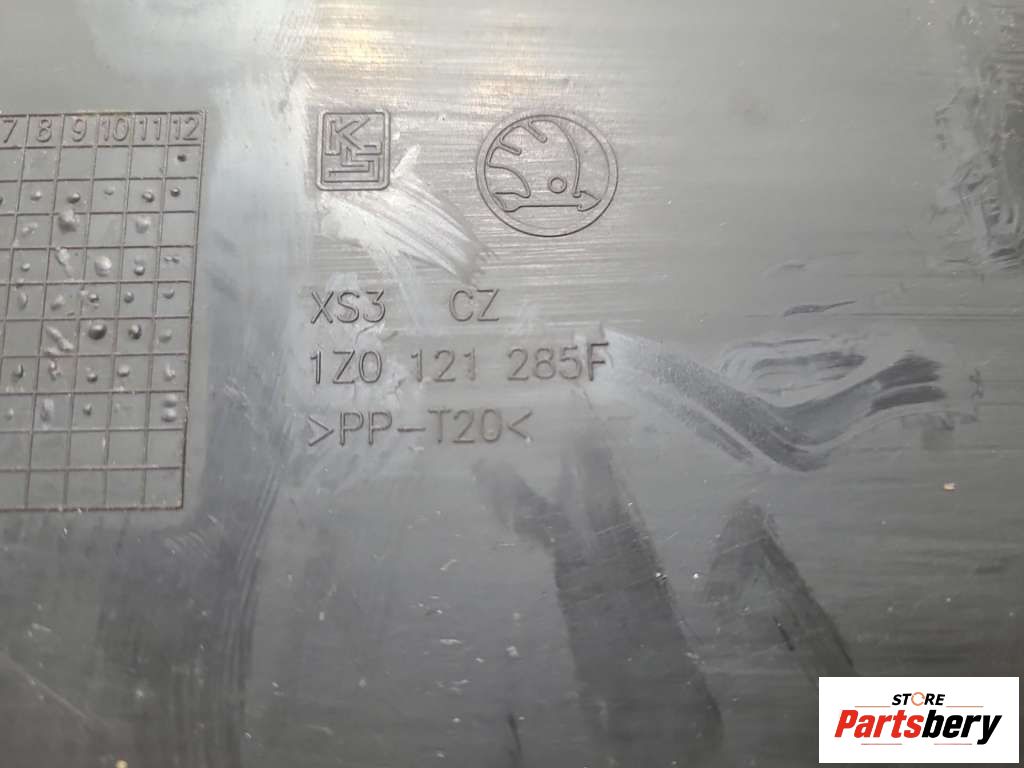 7 8 9 10 11 12
XS3 CZ
1Z0 121 285F
>PP-T20<
STORE
Partsbery